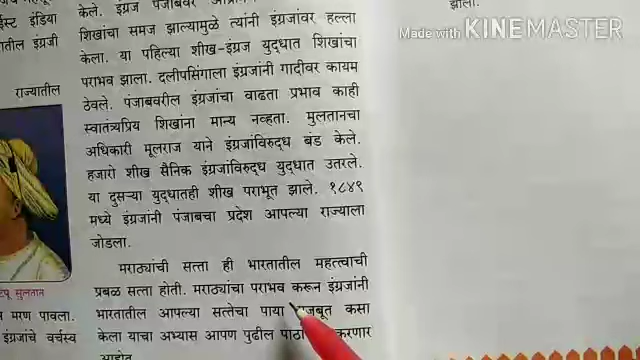 ईस्ट इंडिया
इंग्रजी
राज्यातील
सुलतान
मरण पावला.
इंग्रजांचे वर्चस्व
केले. इंग्रज पंजाबवर
शिखांचा समज झाल्यामुळे त्यांनी इंग्रजांवर हल्ला
केला. या पहिल्या शीख-इंग्रज युद्धात शिखांचा
पराभव झाला. दलीपसिंगाला इंग्रजांनी गादीवर कायम
ठेवले. पंजाबवरील इंग्रजांचा वाढता प्रभाव काही
स्वातंत्र्यप्रिय शिखांना मान्य नव्हता. मुलतानचा
अधिकारी मूलराज याने इंग्रजांविरुद्ध बंड केले.
हजारो शीख सैनिक इंग्रजांविरुद्ध युद्धात उतरले.
या दुसऱ्या युद्धातही शीख पराभूत झाले. १८४९
मध्ये इंग्रजांनी पंजाबचा प्रदेश आपल्या राज्याला
जोडला.
मराठ्यांची सत्ता ही भारतातील महत्त्वाची
प्रबळ सत्ता होती. मराठ्यांचा पराभव करून इंग्रजांनी
भारतातील आपल्या सत्तेचा पाया मजबूत कसा
केला याचा अभ्यास आपण पुढील करणार
आहोत
झाला.
Made with KINEMASTER